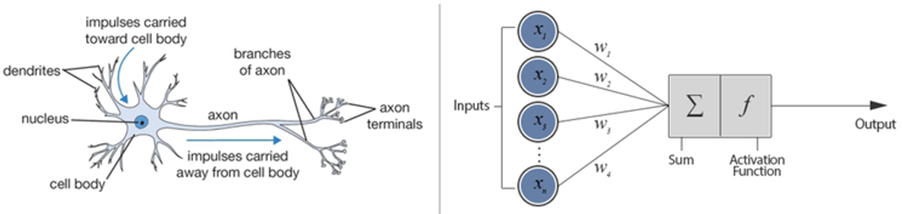 impulses carried
toward cell body
dendrites
nucleus
cell body
axon
impulses carried
away from cell body
branches
of axon
axon
terminals
Inputs
x1
x2
x3
xn
w1
w2
w3
w4
∑
f
Sum
Activation
Function
Output